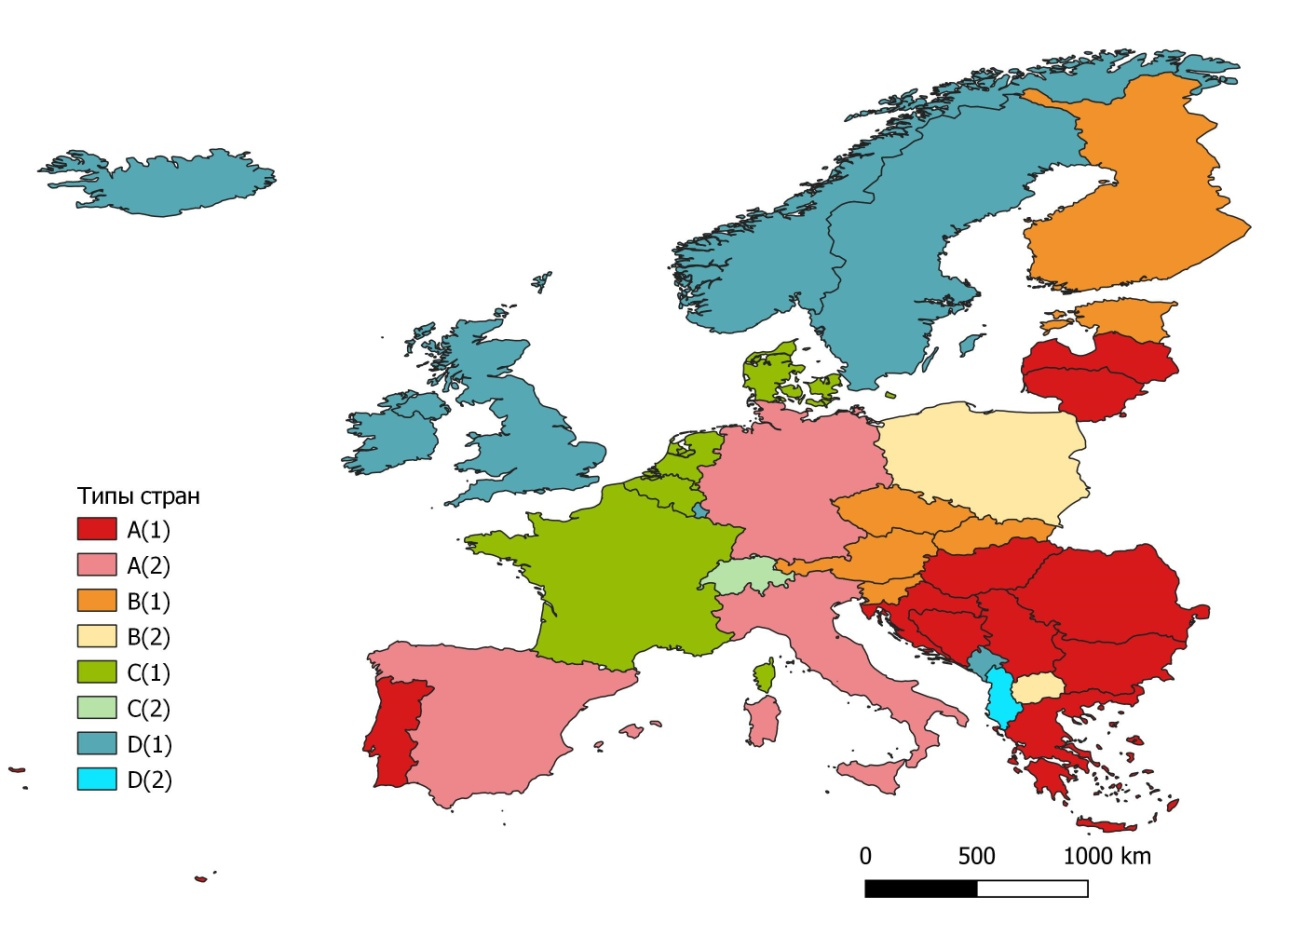 Типы стран
A(1)
A(2)
B(1)
B(2)
C(1)
C(2)
D(1)
D(2)
0 500 1000 km